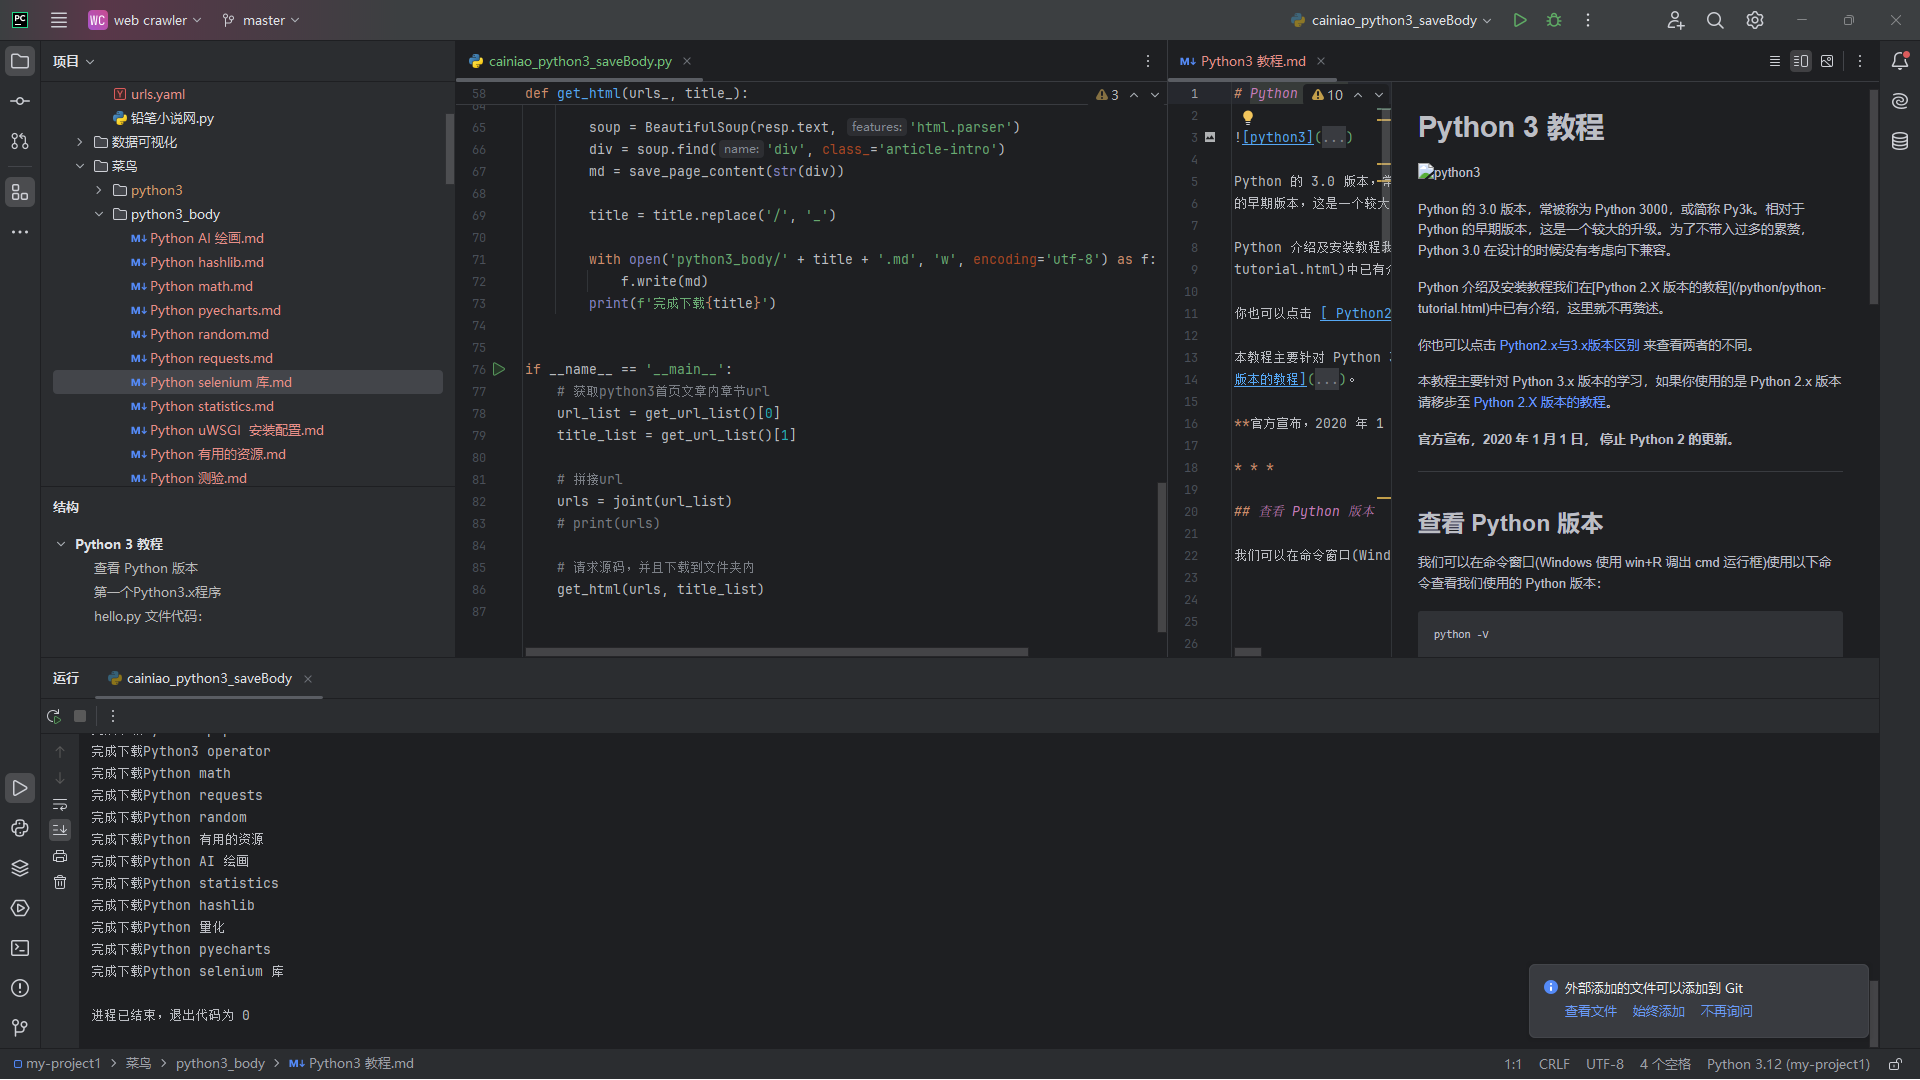 PC
WC web crawler
master
cainiao_python3_saveBody
项目
urls.yaml
铅笔小说网.py
数据可视化
菜鸟
python3
python3_body
M↓ Python AI 绘画.md
M↓ Python hashlib.md
M↓ Python math.md
M↓ Python pyecharts.md
M↓ Python random.md
M↓ Python requests.md
M↓ Python selenium 库.md
M↓ Python statistics.md
M↓ Python uWSGI  安装配置.md
M↓ Python 有用的资源.md
M↓ Python 测验.md
结构
Python 3 教程
查看 Python 版本
第一个Python3.x程序
hello.py 文件代码:
cainiao_python3_saveBody.py
58 def get_html(urls_, title_):
3
65 soup = BeautifulSoup(resp.text, features: 'html.parser')
66 div = soup.find( name: 'div', class_='article-intro')
67 md = save_page_content(str(div))
68
69 title = title.replace('/', '_')
70
71 with open('python3_body/' + title + '.md', 'w', encoding='utf-8') as f:
72 f.write(md)
73 print(f'完成下载{title}')
74
75
76 if __name__ == '__main__':
77 # 获取python3首页文章内章节url
78 url_list = get_url_list()[0]
79 title_list = get_url_list()[1]
80
81 # 拼接url
82 urls = joint(url_list)
83 # print(urls)
84
85 # 请求源码，并且下载到文件夹内
86 get_html(urls, title_list)
87
M↓ Python3 教程.md
1 # Python
10
2
3 ![python3](...)
4
5 Python 的 3.0 版本，常
6 的早期版本，这是一个较大
7
8 Python 介绍及安装教程我
9 tutorial.html)中已有介
10
11 你也可以点击 [ Python2
12
13 本教程主要针对 Python 3
14 版本的教程](...)。
15
16 **官方宣布，2020 年 1
17
18 * * *
19
20 ## 查看 Python 版本
21
22 我们可以在命令窗口(Wind
23
24
25
26
Python 3 教程
python3
Python 的 3.0 版本，常被称为 Python 3000，或简称 Py3k。相对于
Python 的早期版本，这是一个较大的升级。为了不带入过多的累赘，
Python 3.0 在设计的时候没有考虑向下兼容。
Python 介绍及安装教程我们在[Python 2.X 版本的教程](/python/python-
tutorial.html)中已有介绍，这里就不再赘述。
你也可以点击 Python2.x与3.x版本区别 来查看两者的不同。
本教程主要针对 Python 3.x 版本的学习，如果你使用的是 Python 2.x 版本
请移步至 Python 2.X 版本的教程。
官方宣布，2020 年 1 月 1 日， 停止 Python 2 的更新。
查看 Python 版本
我们可以在命令窗口(Windows 使用 win+R 调出 cmd 运行框)使用以下命
令查看我们使用的 Python 版本：
python -V
运行
cainiao_python3_saveBody
完成下载Python3 operator
完成下载Python math
完成下载Python requests
完成下载Python random
完成下载Python 有用的资源
完成下载Python AI 绘画
完成下载Python statistics
完成下载Python hashlib
完成下载Python 量化
完成下载Python pyecharts
完成下载Python selenium 库
进程已结束，退出代码为 0
外部添加的文件可以添加到 Git
查看文件 始终添加 不再询问
my-project1 > 菜鸟 > python3_body > M↓ Python3 教程.md
1:1 CRLF UTF-8 4 个空格 Python 3.12 (my-project1)